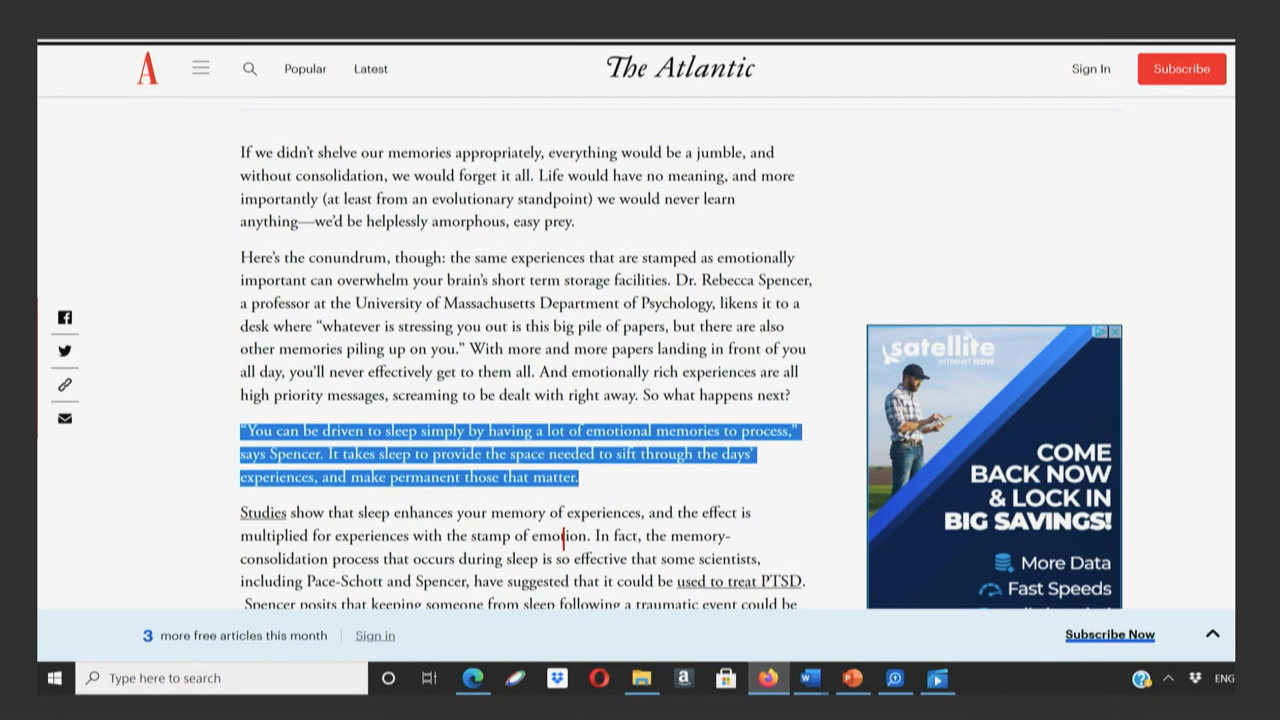 A
Popular
Latest
The Atlantic
Sign In
Subscribe
If we didn't shelve our memories appropriately, everything would be a jumble, and
without consolidation, we would forget it all. Life would have no meaning, and more
importantly (at least from an evolutionary standpoint) we would never learn
anything—we'd be helplessly amorphous, easy prey.
Here's the conundrum, though: the same experiences that are stamped as emotionally
important can overwhelm your brain's short term storage facilities. Dr. Rebecca Spencer,
a professor at the University of Massachusetts Department of Psychology, likens it to a
desk where “whatever is stressing you out is this big pile of papers, but there are also
other memories piling up on you.” With more and more papers landing in front of you
all day, you'll never effectively get to them all. And emotionally rich experiences are all
high priority messages, screaming to be dealt with right away. So what happens next?
“You can be driven to sleep simply by having a lot of emotional memories to process,”
says Spencer. It takes sleep to provide the space needed to sift through the days'
experiences, and make permanent those that matter.
Studies show that sleep enhances your memory of experiences, and the effect is
multiplied for experiences with the stamp of emotion. In fact, the memory-
consolidation process that occurs during sleep is so effective that some scientists,
including Pace-Schott and Spencer, have suggested that it could be used to treat PTSD.
Spencer posits that keeping someone from sleep following a traumatic event could be
satellite
INTERNET NOW
COME
BACK NOW
& LOCK IN
BIG SAVINGS!
More Data
Fast Speeds
3 more free articles this month
Sign in
Subscribe Now
Type here to search
ENG